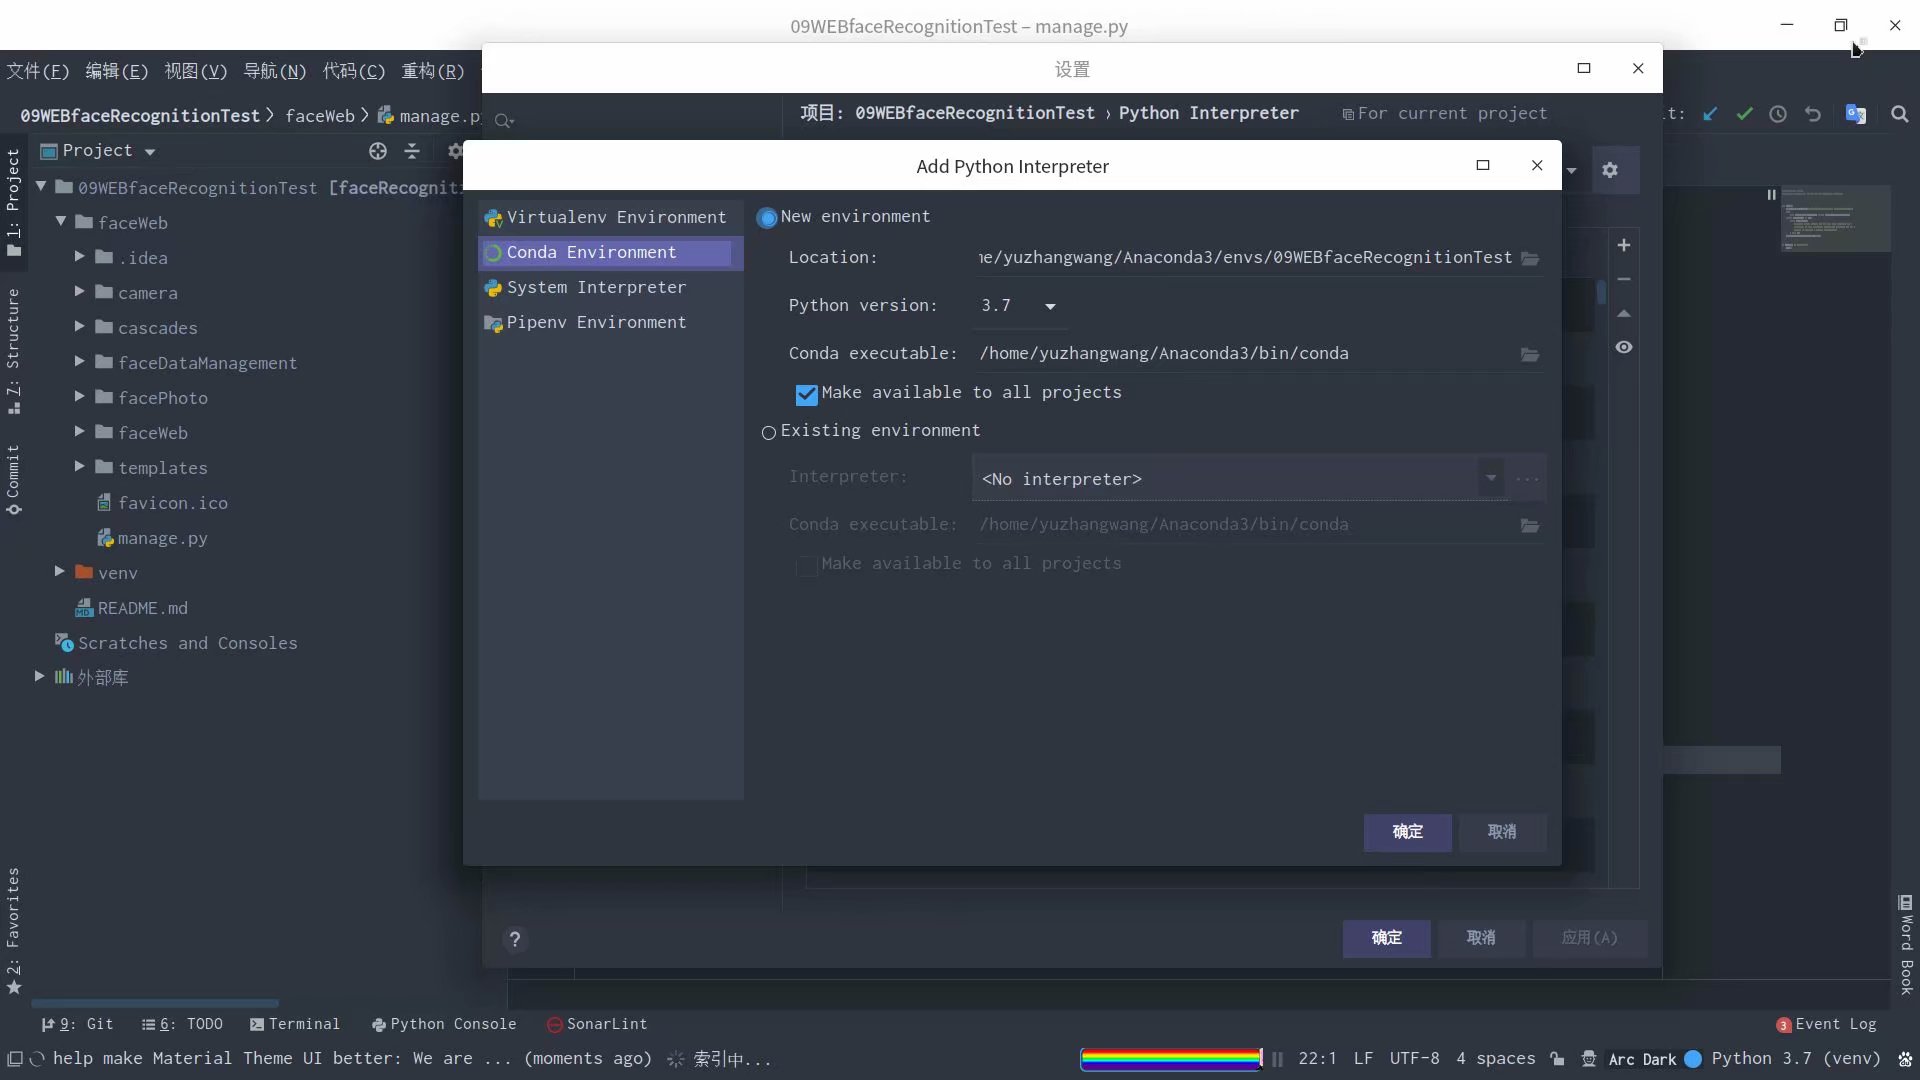 09WEBfaceRecognitionTest – manage.py
文件(F) 编辑(E) 视图(V) 导航(N) 代码(C) 重构(R)
设置
09WEBfaceRecognitionTest 〉 faceWeb 〉 manage.p
项目: 09WEBfaceRecognitionTest › Python Interpreter For current project
t:
Project
Add Python Interpreter
1: Project
7: Structure
Commit
2: Favorites
09WEBfaceRecognitionTest [faceRecogniti
faceWeb
.idea
camera
cascades
faceDataManagement
facePhoto
faceWeb
templates
favicon.ico
manage.py
venv
README.md
Scratches and Consoles
外部库
Virtualenv Environment
Conda Environment
System Interpreter
Pipenv Environment
New environment
Location: e/yuzhangwang/Anaconda3/envs/09WEBfaceRecognitionTest
Python version: 3.7
Conda executable: /home/yuzhangwang/Anaconda3/bin/conda
Make available to all projects
Existing environment
Interpreter: <No interpreter> ...
Conda executable: /home/yuzhangwang/Anaconda3/bin/conda
Make available to all projects
确定 取消
? 确定 取消 应用(A)
Word Book
9: Git 6: TODO Terminal Python Console SonarLint 3 Event Log
help make Material Theme UI better: We are ... (moments ago) 索引中... 22:1 LF UTF-8 4 spaces Arc Dark Python 3.7 (venv)